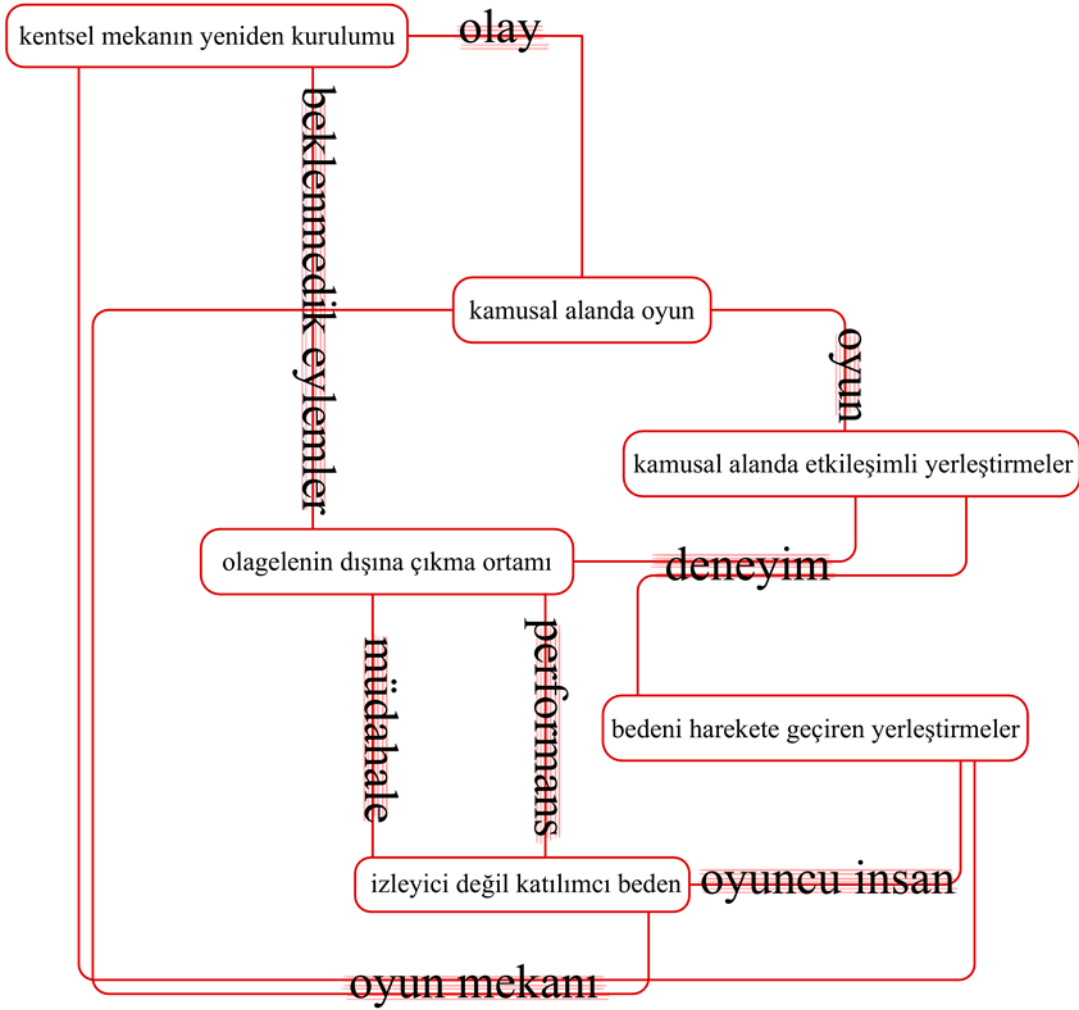 kentsel mekanın yeniden kurulumu
olay
beklenmedik eylemler
kamusal alanda oyun
oyun
kamusal alanda etkileşimli yerleştirmeler
olagelenin dışına çıkma ortamı
deneyim
müdahale
performans
bedeni harekete geçiren yerleştirmeler
izleyici değil katılımcı beden
oyuncu insan
oyun mekanı